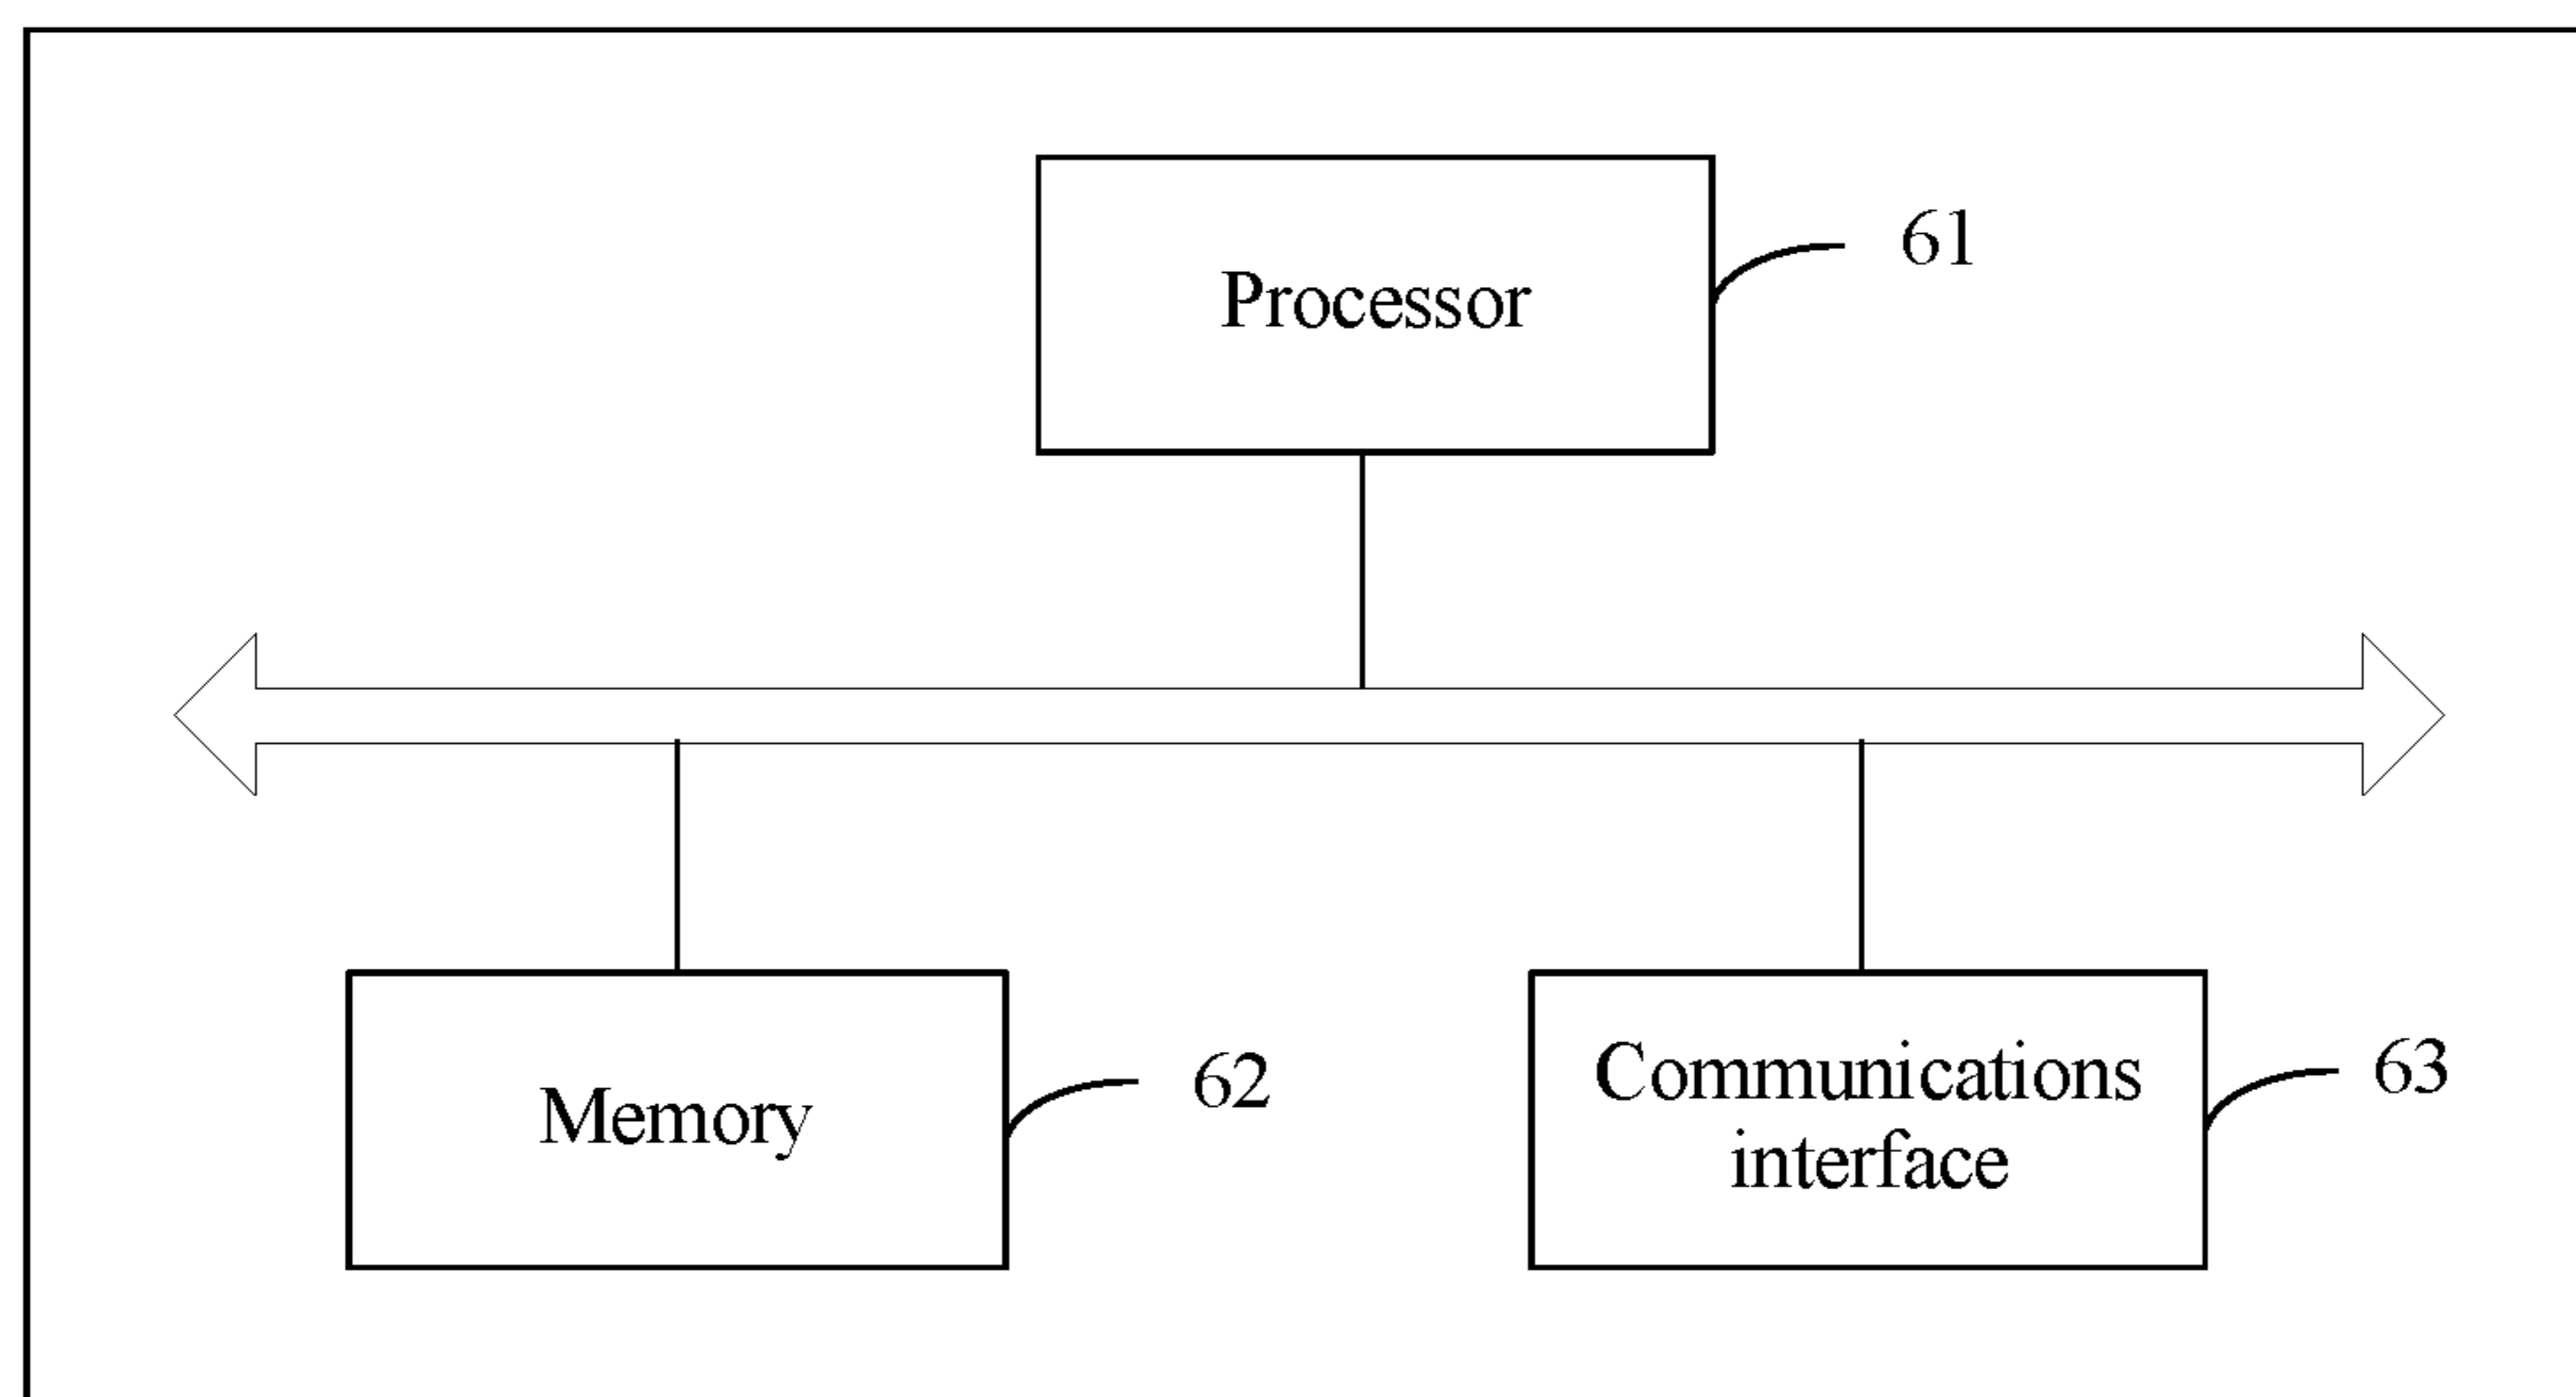 61
Processor
62
Memory
Communications
interface
63